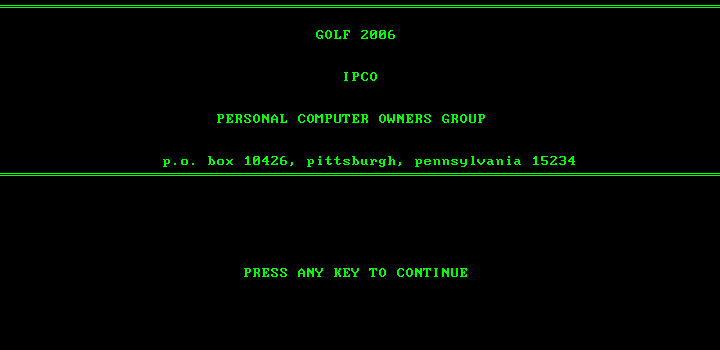 GOLF 2006
IPCO
PERSONAL COMPUTER OWNERS GROUP
p.o. box 10426, pittsburgh, pennsylvania 15234
PRESS ANY KEY TO CONTINUE